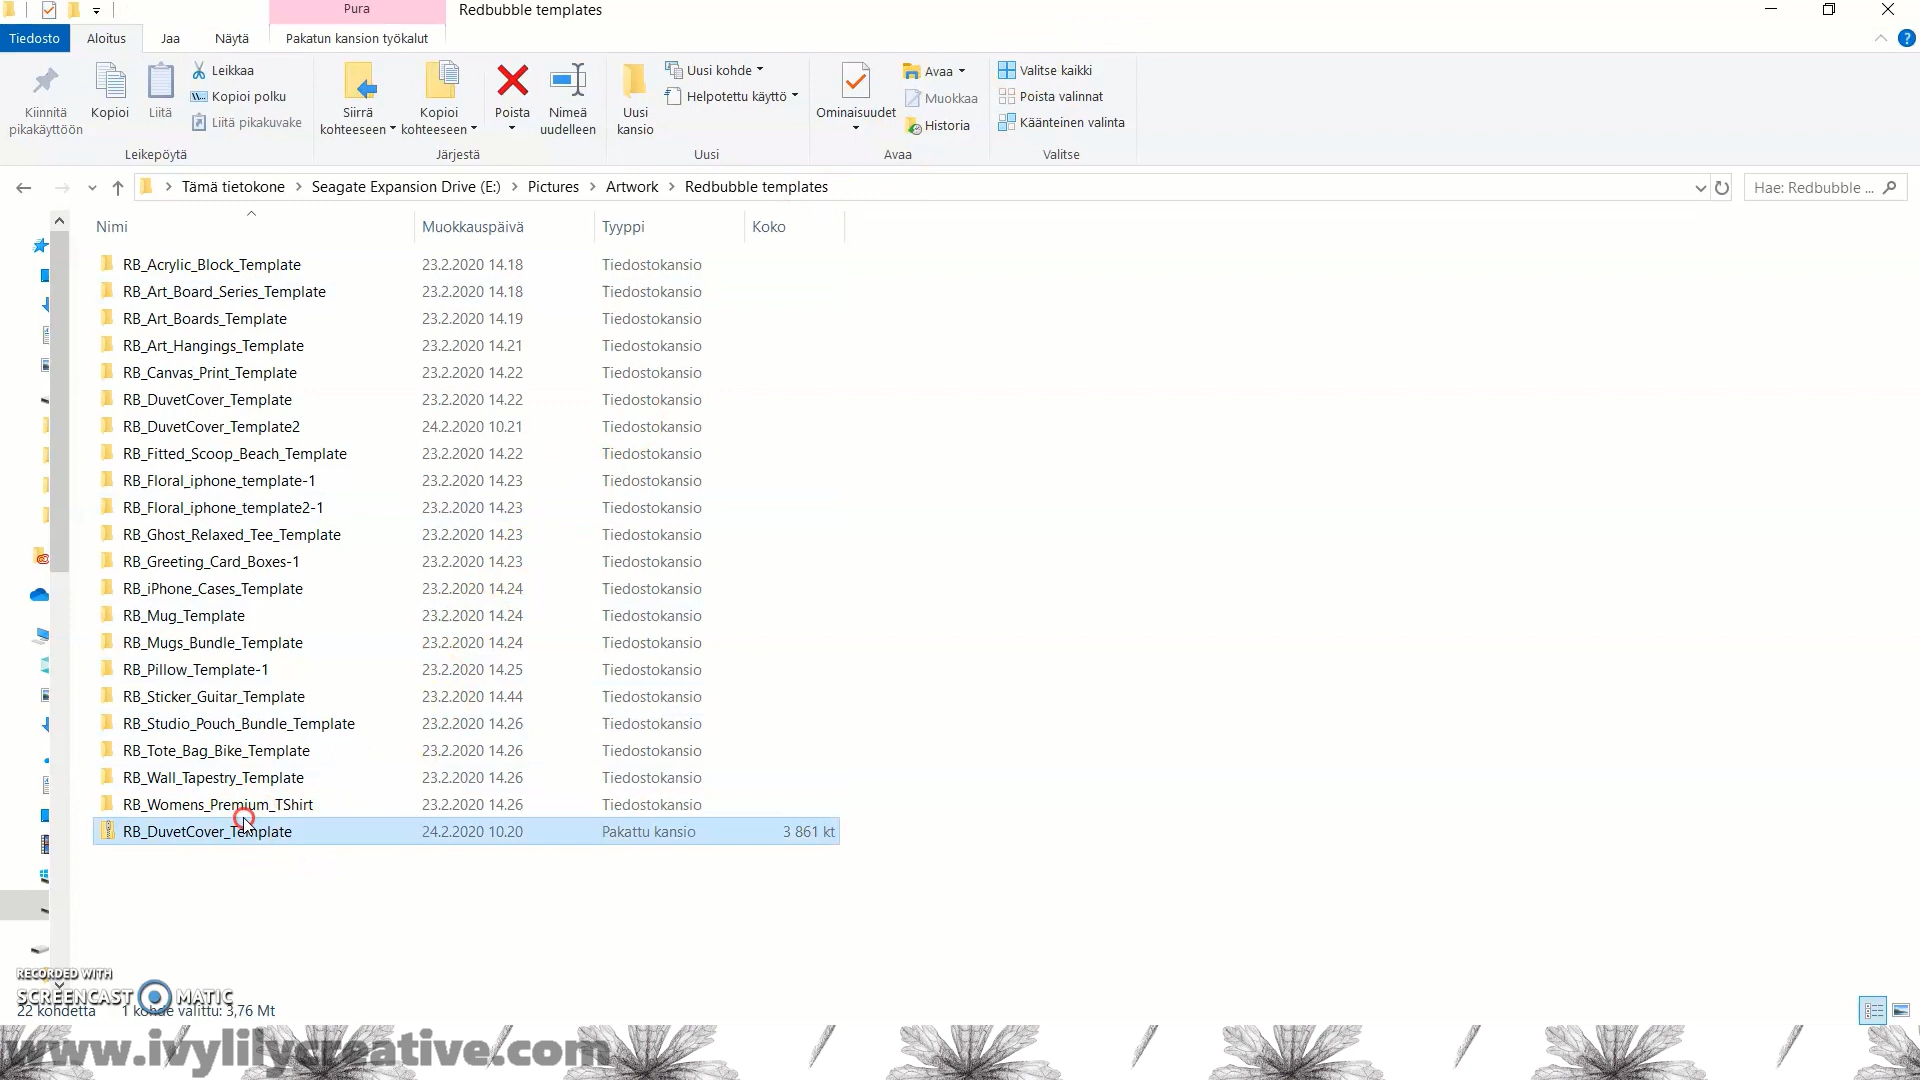 Pura
Redbubble templates
Tiedosto
Aloitus
Jaa
Näytä
Pakatun kansion työkalut
Kiinnitä pikakäyttöön
Kopioi
Liitä
Leikkaa
Kopioi polku
Liitä pikakuvake
Leikepöytä
Siirrä kohteeseen
Kopioi kohteeseen
Poista
Nimeä uudelleen
Järjestä
Uusi kansio
Uusi kohde
Helpotettu käyttö
Uusi
Ominaisuudet
Avaa
Muokkaa
Historia
Avaa
Valitse kaikki
Poista valinnat
Käänteinen valinta
Valitse
Tämä tietokone > Seagate Expansion Drive (E:) > Pictures > Artwork > Redbubble templates
Hae: Redbubble ...
Nimi Muokkauspäivä Tyyppi Koko
RB_Acrylic_Block_Template 23.2.2020 14.18 Tiedostokansio
RB_Art_Board_Series_Template 23.2.2020 14.18 Tiedostokansio
RB_Art_Boards_Template 23.2.2020 14.19 Tiedostokansio
RB_Art_Hangings_Template 23.2.2020 14.21 Tiedostokansio
RB_Canvas_Print_Template 23.2.2020 14.22 Tiedostokansio
RB_DuvetCover_Template 23.2.2020 14.22 Tiedostokansio
RB_DuvetCover_Template2 24.2.2020 10.21 Tiedostokansio
RB_Fitted_Scoop_Beach_Template 23.2.2020 14.22 Tiedostokansio
RB_Floral_iphone_template-1 23.2.2020 14.23 Tiedostokansio
RB_Floral_iphone_template2-1 23.2.2020 14.23 Tiedostokansio
RB_Ghost_Relaxed_Tee_Template 23.2.2020 14.23 Tiedostokansio
RB_Greeting_Card_Boxes-1 23.2.2020 14.23 Tiedostokansio
RB_iPhone_Cases_Template 23.2.2020 14.24 Tiedostokansio
RB_Mug_Template 23.2.2020 14.24 Tiedostokansio
RB_Mugs_Bundle_Template 23.2.2020 14.24 Tiedostokansio
RB_Pillow_Template-1 23.2.2020 14.25 Tiedostokansio
RB_Sticker_Guitar_Template 23.2.2020 14.44 Tiedostokansio
RB_Studio_Pouch_Bundle_Template 23.2.2020 14.26 Tiedostokansio
RB_Tote_Bag_Bike_Template 23.2.2020 14.26 Tiedostokansio
RB_Wall_Tapestry_Template 23.2.2020 14.26 Tiedostokansio
RB_Womens_Premium_TShirt 23.2.2020 14.26 Tiedostokansio
RB_DuvetCover_Template 24.2.2020 10.20 Pakattu kansio 3 861 kt
RECORDED WITH
SCREENCAST MATIC
22 kohdetta 1 kohde valittu: 3,76 Mt
www.ivylilycreative.com